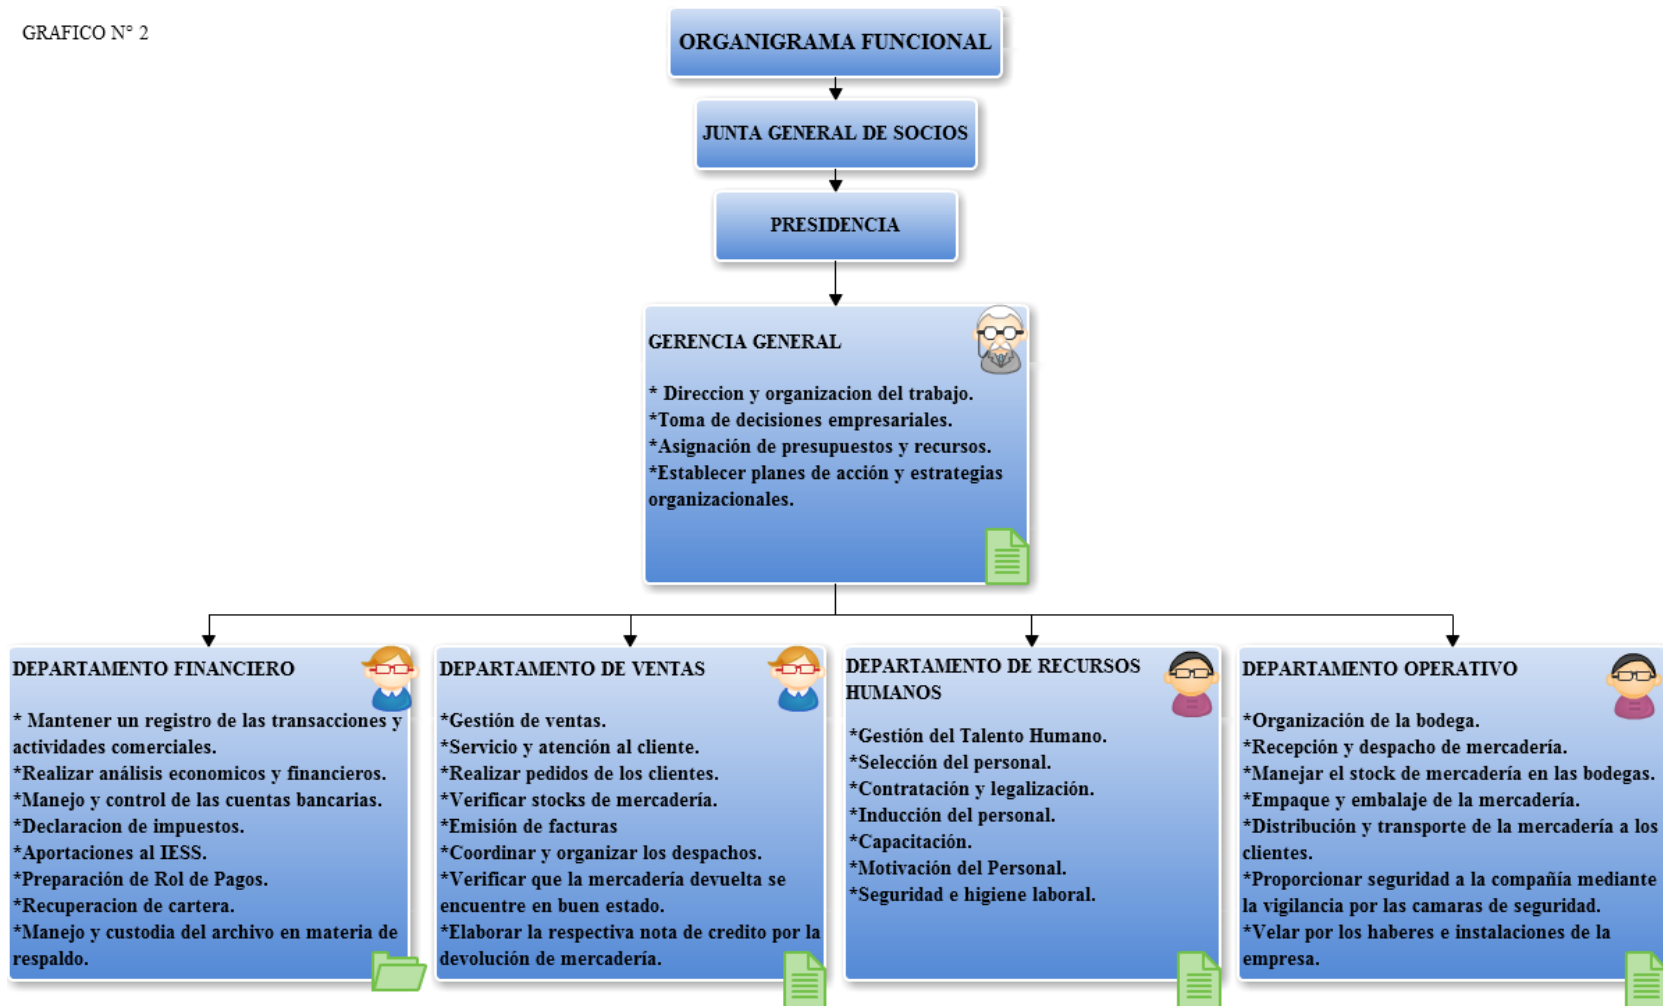 GRAFICO N° 2
ORGANIGRAMA FUNCIONAL
JUNTA GENERAL DE SOCIOS
PRESIDENCIA
GERENCIA GENERAL
* Direccion y organizacion del trabajo.
*Toma de decisiones empresariales.
*Asignación de presupuestos y recursos.
*Establecer planes de acción y estrategias
organizacionales.
DEPARTAMENTO FINANCIERO
* Mantener un registro de las transacciones y
actividades comerciales.
*Realizar análisis economicos y financieros.
*Manejo y control de las cuentas bancarias.
*Declaracion de impuestos.
*Aportaciones al IESS.
*Preparación de Rol de Pagos.
*Recuperacion de cartera.
*Manejo y custodia del archivo en materia de
respaldo.
DEPARTAMENTO DE VENTAS
*Gestión de ventas.
*Servicio y atención al cliente.
*Realizar pedidos de los clientes.
*Verificar stocks de mercadería.
*Emisión de facturas
*Coordinar y organizar los despachos.
*Verificar que la mercadería devuelta se
encuentre en buen estado.
*Elaborar la respectiva nota de credito por la
devolución de mercadería.
DEPARTAMENTO DE RECURSOS
HUMANOS
*Gestión del Talento Humano.
*Selección del personal.
*Contratación y legalización.
*Inducción del personal.
*Capacitación.
*Motivación del Personal.
*Seguridad e higiene laboral.
DEPARTAMENTO OPERATIVO
*Organización de la bodega.
*Recepción y despacho de mercadería.
*Manejar el stock de mercadería en las bodegas.
*Empaque y embalaje de la mercadería.
*Distribución y transporte de la mercadería a los
clientes.
*Proporcionar seguridad a la compañía mediante
la vigilancia por las camaras de seguridad.
*Velar por los haberes e instalaciones de la
empresa.